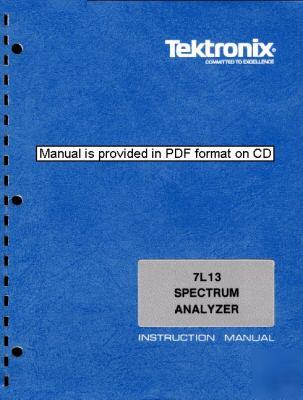 Tektronix®
COMMITTED TO EXCELLENCE
Manual is provided in PDF format on CD
7L13
SPECTRUM
ANALYZER
INSTRUCTION MANUAL